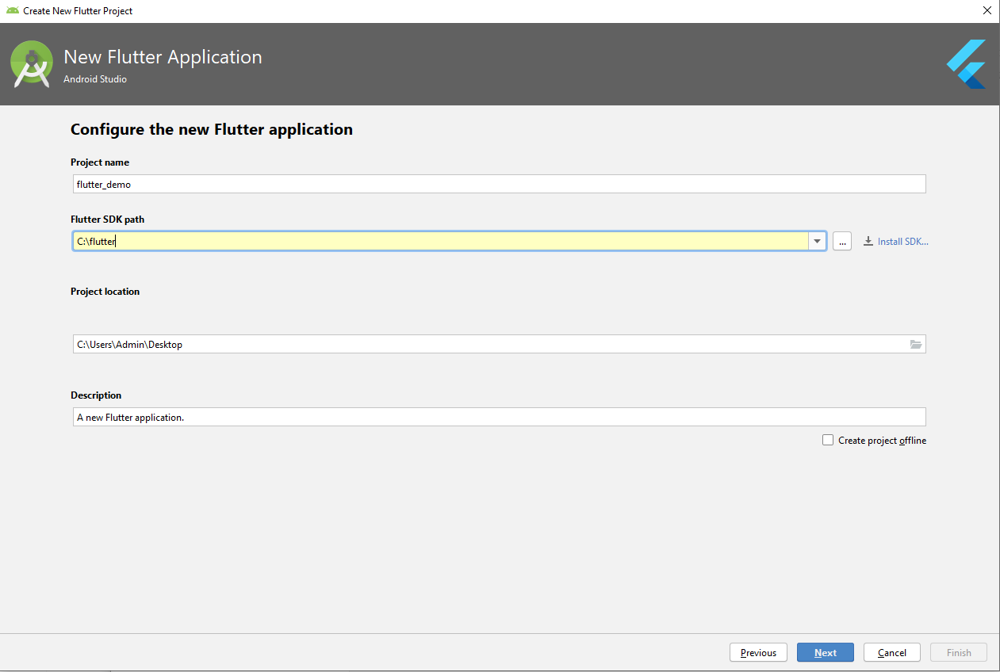 Create New Flutter Project
New Flutter Application
Android Studio
Configure the new Flutter application
Project name
flutter_demo
Flutter SDK path
C:\flutter
...
Install SDK...
Project location
C:\Users\Admin\Desktop
Description
A new Flutter application.
Create project offline
Previous
Next
Cancel
Finish